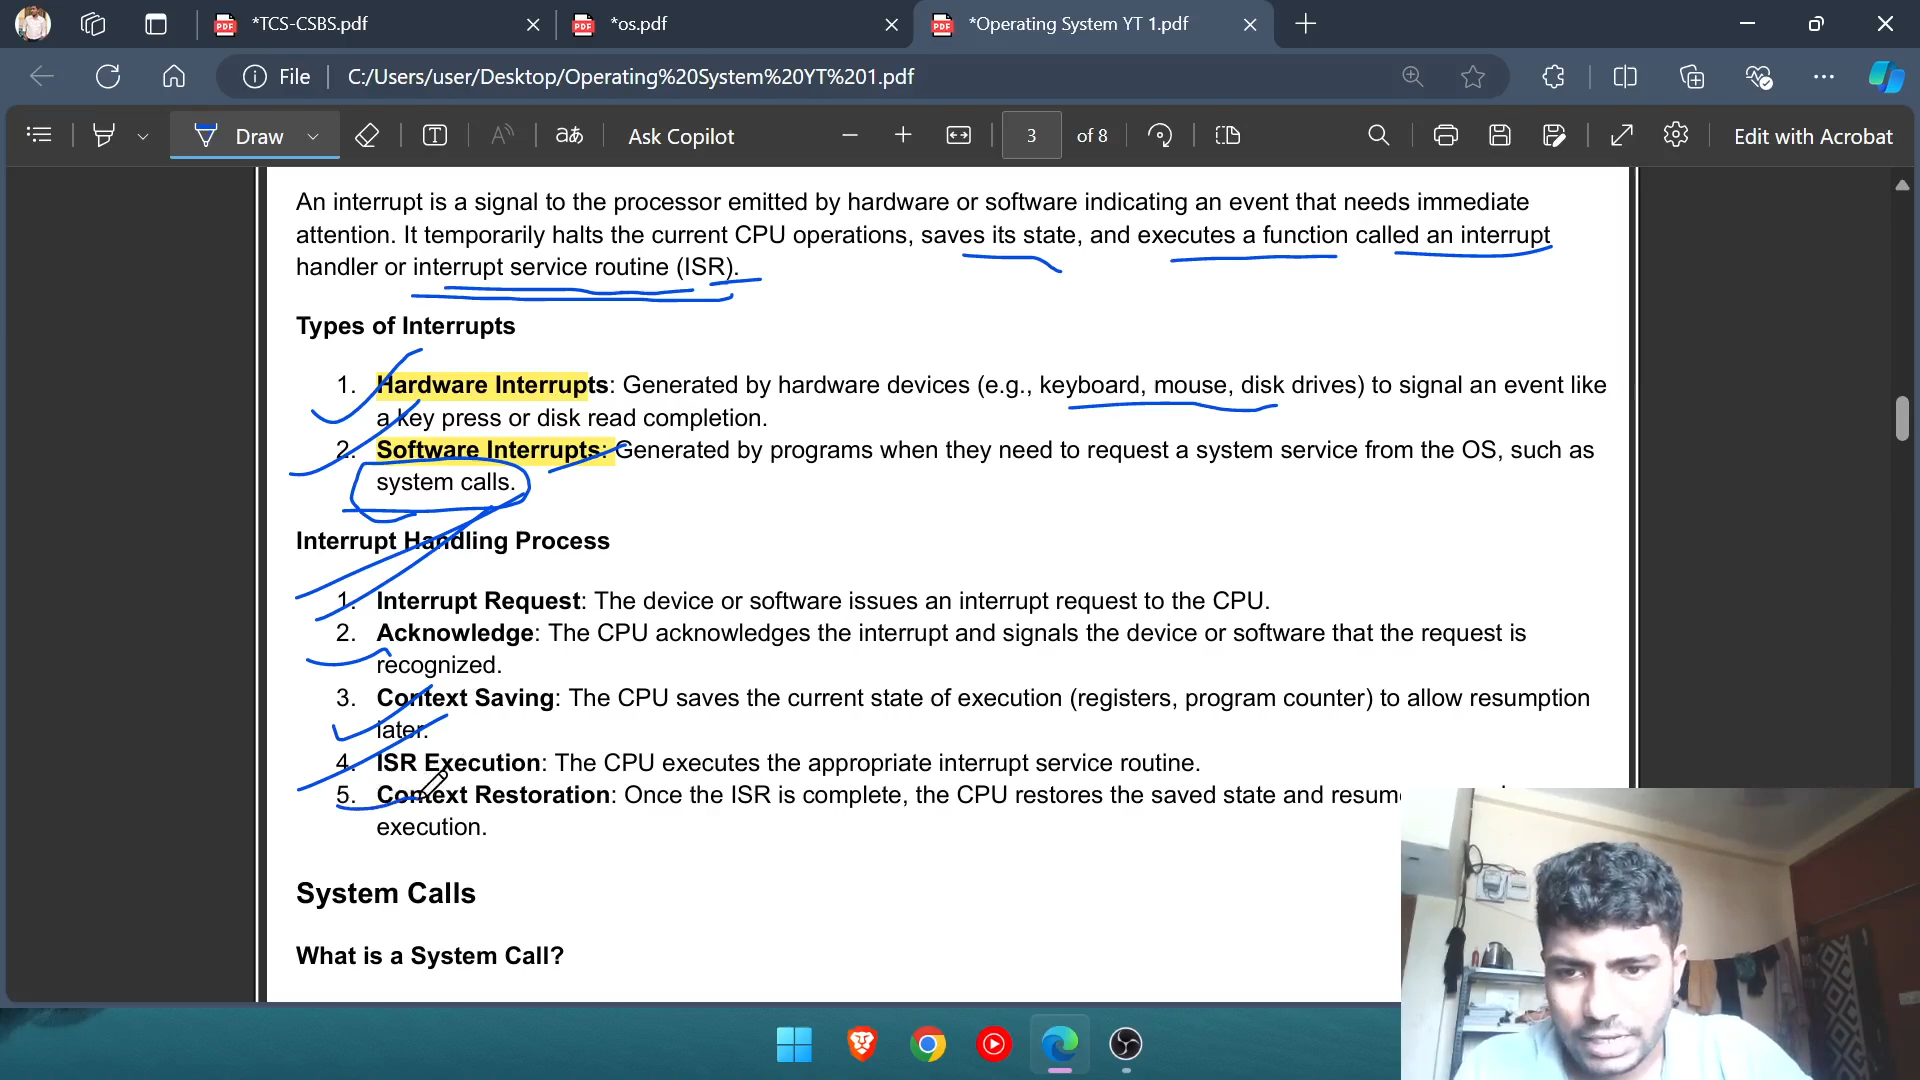 *TCS-CSBS.pdf
*os.pdf
*Operating System YT 1.pdf
File
C:/Users/user/Desktop/Operating%20System%20YT%201.pdf
Draw
Ask Copilot
3
of 8
Edit with Acrobat
An interrupt is a signal to the processor emitted by hardware or software indicating an event that needs immediate
attention. It temporarily halts the current CPU operations, saves its state, and executes a function called an interrupt
handler or interrupt service routine (ISR).
Types of Interrupts
1. Hardware Interrupts: Generated by hardware devices (e.g., keyboard, mouse, disk drives) to signal an event like
a key press or disk read completion.
2. Software Interrupts: Generated by programs when they need to request a system service from the OS, such as
system calls.
Interrupt Handling Process
1. Interrupt Request: The device or software issues an interrupt request to the CPU.
2. Acknowledge: The CPU acknowledges the interrupt and signals the device or software that the request is
recognized.
3. Context Saving: The CPU saves the current state of execution (registers, program counter) to allow resumption
later.
4. ISR Execution: The CPU executes the appropriate interrupt service routine.
5. Context Restoration: Once the ISR is complete, the CPU restores the saved state and
execution.
System Calls
What is a System Call?